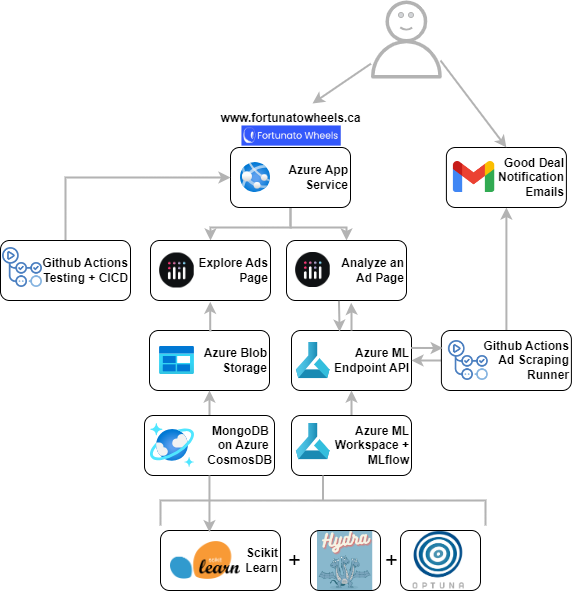 www.fortunatowheels.ca
Fortunato Wheels
Azure App
Service
Good Deal
Notification
Emails
Github Actions
Testing + CICD
Explore Ads
Page
Analyze an
Ad Page
Azure Blob
Storage
Azure ML
Endpoint API
Github Actions
Ad Scraping
Runner
MongoDB
on Azure
CosmosDB
Azure ML
Workspace +
MLflow
learn
Scikit
Learn
+
Hydra
+
OPTUNA